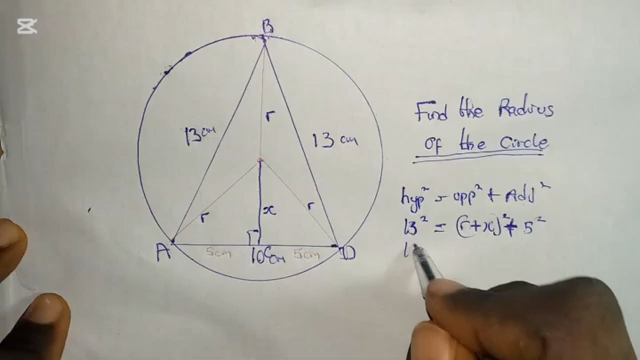 B
13cm
r
13 cm
r
x
r
A
5cm
10cm
5cm
D
Find the Radius
of the Circle
hyp² = opp² + Adj²
13² = (r+x)² + 5²